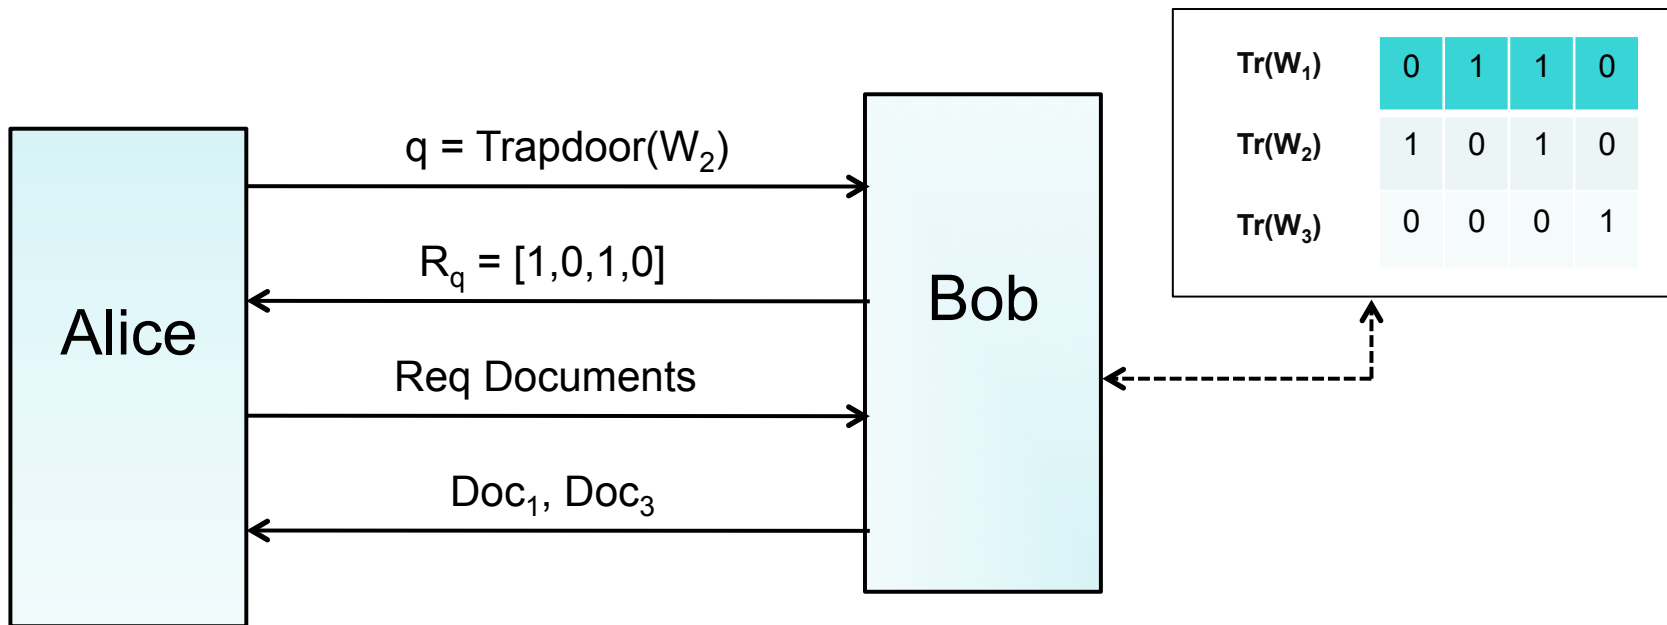 Alice
q = Trapdoor(W₂)
R_q = [1,0,1,0]
Req Documents
Doc₁, Doc₃
Bob
Tr(W₁) 0 1 1 0
Tr(W₂) 1 0 1 0
Tr(W₃) 0 0 0 1